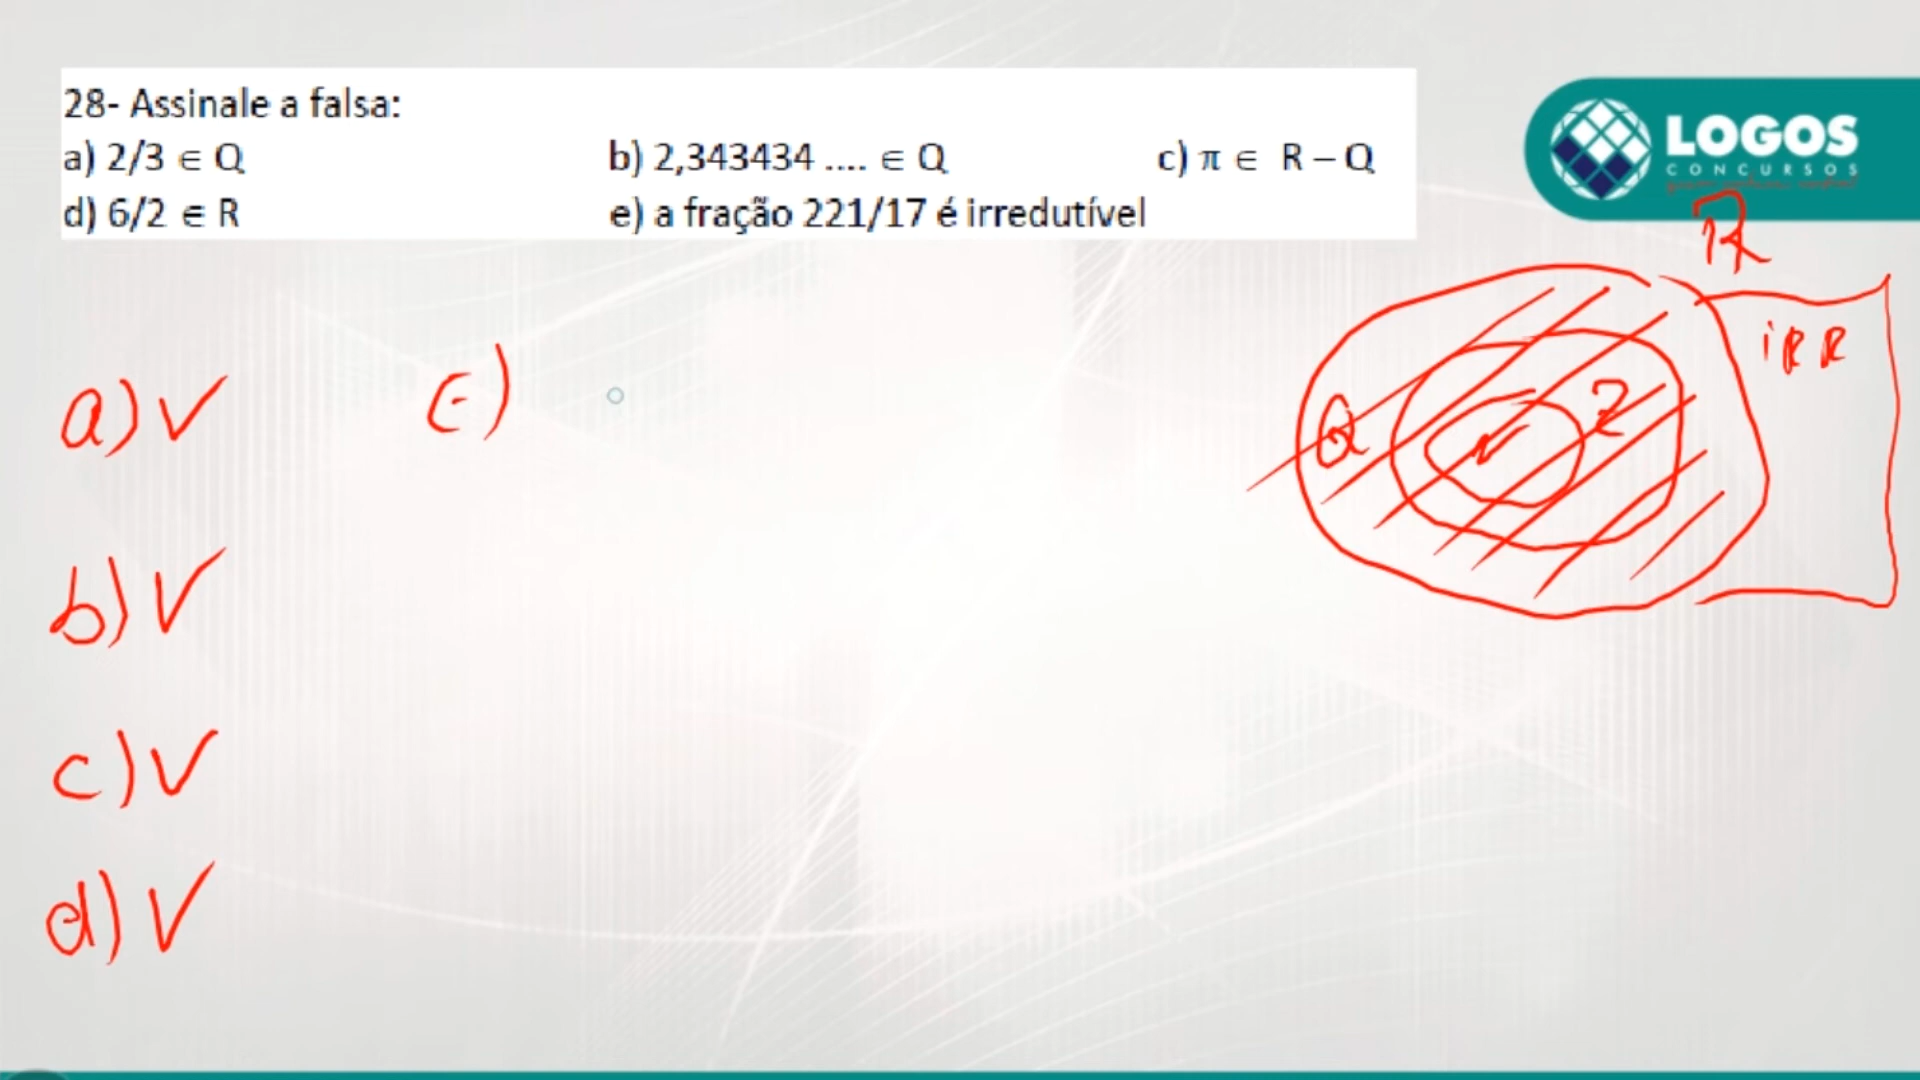 28- Assinale a falsa:
a) 2/3 ∈ Q b) 2,343434 .... ∈ Q c) π ∈ R – Q
d) 6/2 ∈ R e) a fração 221/17 é irredutível
LOGOS
CONCURSOS
R
iRR
Q Z N
a) V e)
b) V
c) V
d) V